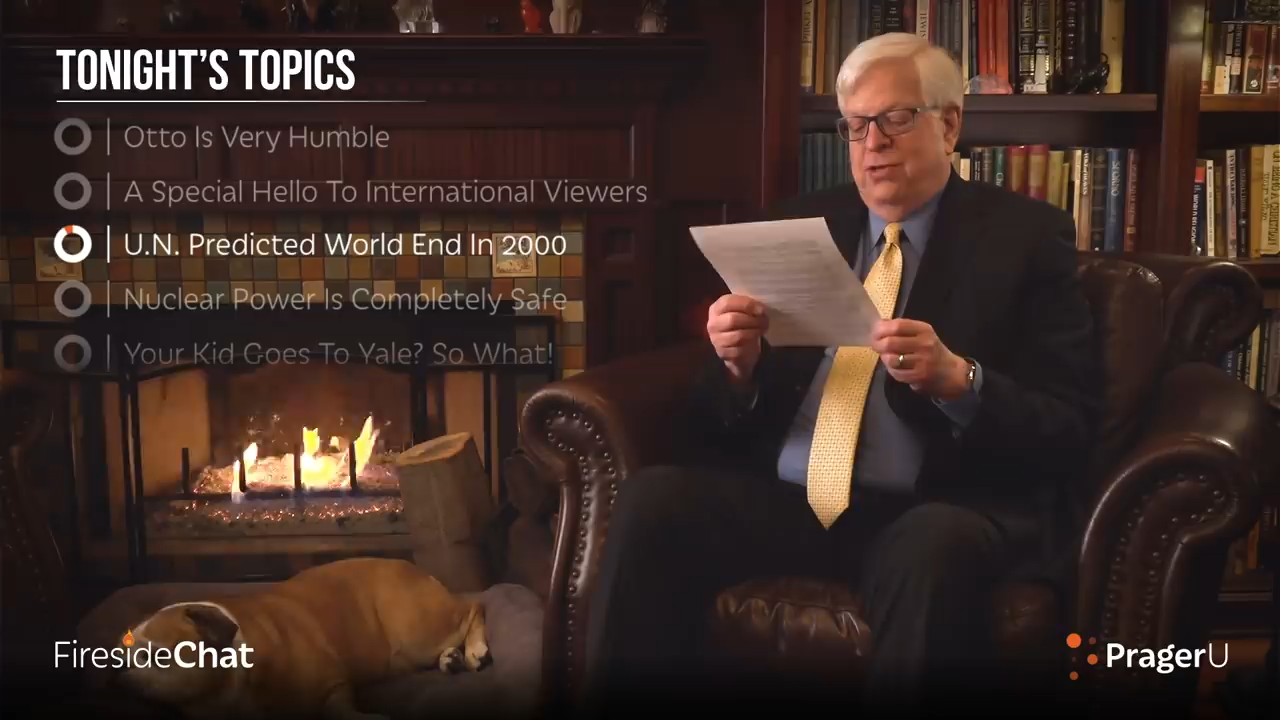 TONIGHT'S TOPICS
Otto Is Very Humble
A Special Hello To International Viewers
U.N. Predicted World End In 2000
Nuclear Power Is Completely Safe
Your Kid Goes To Yale? So What!
FiresideChat
PragerU